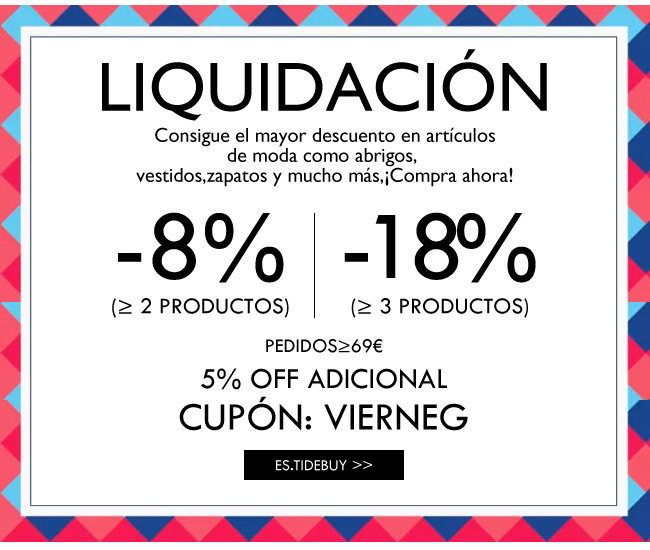 LIQUIDACIÓN
Consigue el mayor descuento en artículos
de moda como abrigos,
vestidos,zapatos y mucho más,¡Compra ahora!
-8%
(≥ 2 PRODUCTOS)
-18%
(≥ 3 PRODUCTOS)
PEDIDOS≥69€
5% OFF ADICIONAL
CUPÓN: VIERNEG
ES.TIDEBUY >>